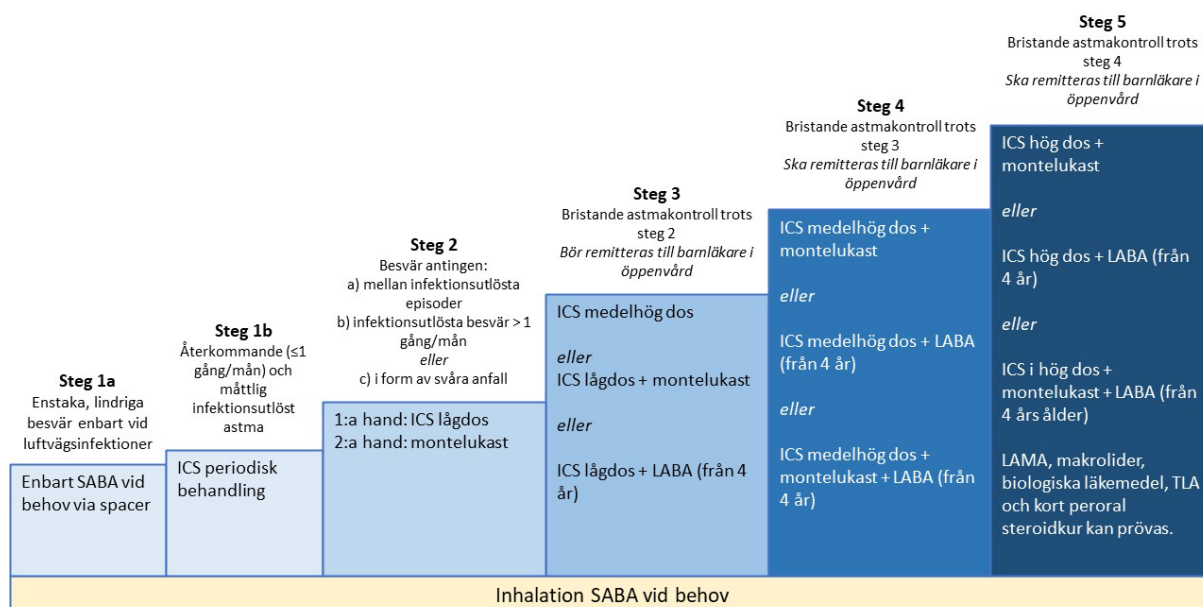 Steg 1a
Enstaka, lindriga
besvär enbart vid
luftvägsinfektioner
Enbart SABA vid
behov via spacer
Steg 1b
Återkommande (≤1
gång/mån) och
måttlig
infektionsutlöst
astma
ICS periodisk
behandling
Steg 2
Besvär antingen:
a) mellan infektionsutlösta
episoder
b) infektionsutlösta besvär > 1
gång/mån
eller
c) i form av svåra anfall
1:a hand: ICS lågdos
2:a hand: montelukast
Steg 3
Bristande astmakontroll trots
steg 2
Bör remitteras till barnläkare i
öppenvård
ICS medelhög dos
eller
ICS lågdos + montelukast
eller
ICS lågdos + LABA (från 4
år)
Steg 4
Bristande astmakontroll trots
steg 3
Ska remitteras till barnläkare i
öppenvård
ICS medelhög dos +
montelukast
eller
ICS medelhög dos + LABA
(från 4 år)
eller
ICS medelhög dos +
montelukast + LABA (från
4 år)
Steg 5
Bristande astmakontroll trots
steg 4
Ska remitteras till barnläkare i
öppenvård
ICS hög dos +
montelukast
eller
ICS hög dos + LABA (från
4 år)
eller
ICS i hög dos +
montelukast + LABA (från
4 års ålder)
LAMA, makrolider,
biologiska läkemedel, TLA
och kort peroral
steroidkur kan prövas.
Inhalation SABA vid behov